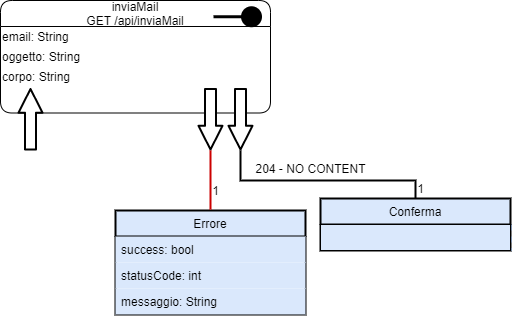 inviaMail
GET /api/inviaMail
email: String
oggetto: String
corpo: String
204 - NO CONTENT
1
1
Errore
success: bool
statusCode: int
messaggio: String
Conferma